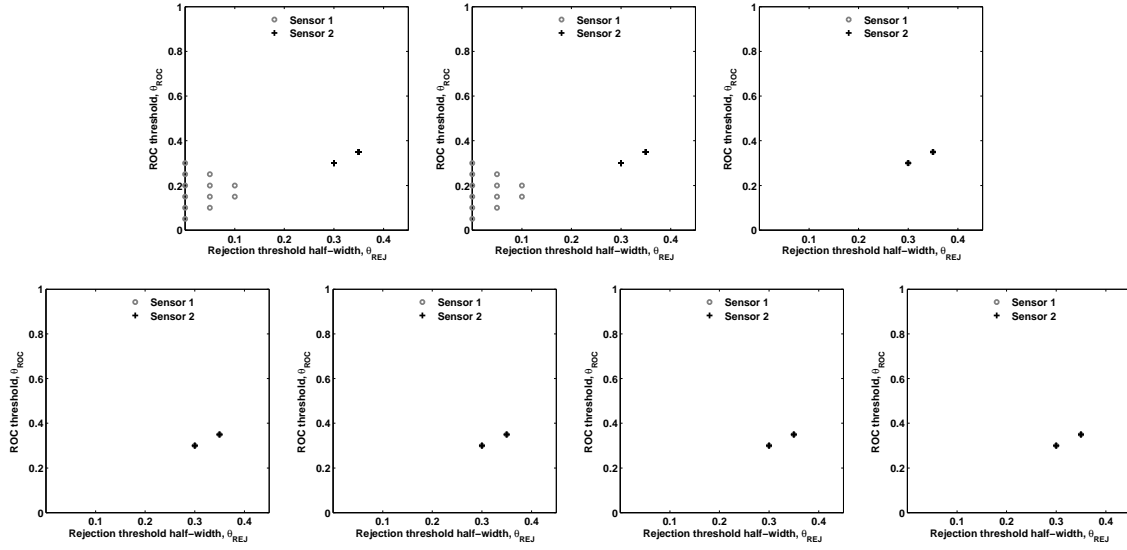 1
Sensor 1
Sensor 2
0.8
0.6
0.4
0.2
0
0.1 0.2 0.3 0.4
ROC threshold, θROC
Rejection threshold half−width, θREJ
1
Sensor 1
Sensor 2
0.8
0.6
0.4
0.2
0
0.1 0.2 0.3 0.4
ROC threshold, θROC
Rejection threshold half−width, θREJ
1
Sensor 1
Sensor 2
0.8
0.6
0.4
0.2
0
0.1 0.2 0.3 0.4
ROC threshold, θROC
Rejection threshold half−width, θREJ
1
Sensor 1
Sensor 2
0.8
0.6
0.4
0.2
0
0.1 0.2 0.3 0.4
ROC threshold, θROC
Rejection threshold half−width, θREJ
1
Sensor 1
Sensor 2
0.8
0.6
0.4
0.2
0
0.1 0.2 0.3 0.4
ROC threshold, θROC
Rejection threshold half−width, θREJ
1
Sensor 1
Sensor 2
0.8
0.6
0.4
0.2
0
0.1 0.2 0.3 0.4
ROC threshold, θROC
Rejection threshold half−width, θREJ
1
Sensor 1
Sensor 2
0.8
0.6
0.4
0.2
0
0.1 0.2 0.3 0.4
ROC threshold, θROC
Rejection threshold half−width, θREJ